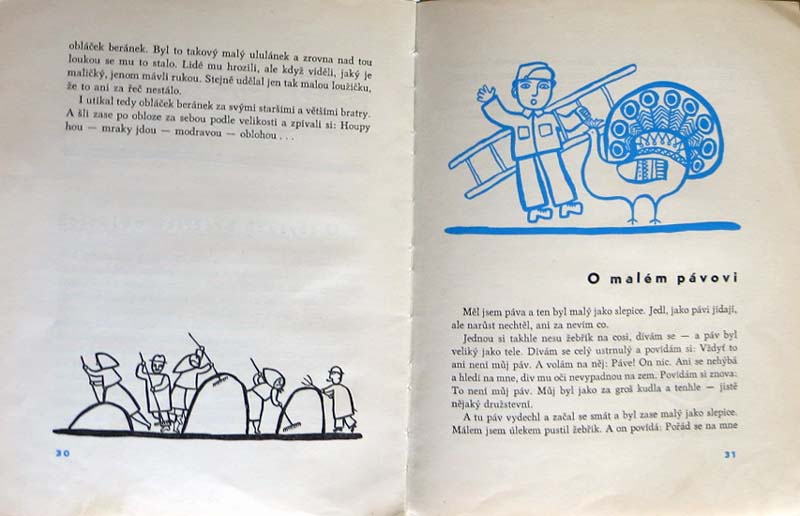 obláček beránek. Byl to takový malý ululánek a zrovna nad tou
loukou se mu to stalo. Lidé mu hrozili, ale když viděli, jaký je
maličký, jenom mávli rukou. Stejně udělal jen tak malou loužičku,
že to ani za řeč nestálo.
I utíkal tedy obláček beránek za svými staršími a většími bratry.
A šli zase po obloze za sebou podle velikosti a zpívali si: Houpy
hou — mraky jdou — modravou — oblohou . . .
30
O malém pávovi
Měl jsem páva a ten byl malý jako slepice. Jedl, jako pávi jídají,
ale narůst nechtěl, ani za nevím co.
Jednou si takhle nesu žebřík na cosi, dívám se — a páv byl
veliký jako tele. Dívám se celý ustrnulý a povídám si: Vždyť to
ani není můj páv. A volám na něj: Páve! On nic. Ani se nehýbá
a hledí na mne, div mu oči nevypadnou na zem. Povídám si znova:
To není můj páv. Můj byl jako za groš kudla a tenhle — jistě
nějaký družstevní.
A tu páv vydechl a začal se smát a byl zase malý jako slepice.
Málem jsem úlekem pustil žebřík. A on povídá: Pořád se na mne
31